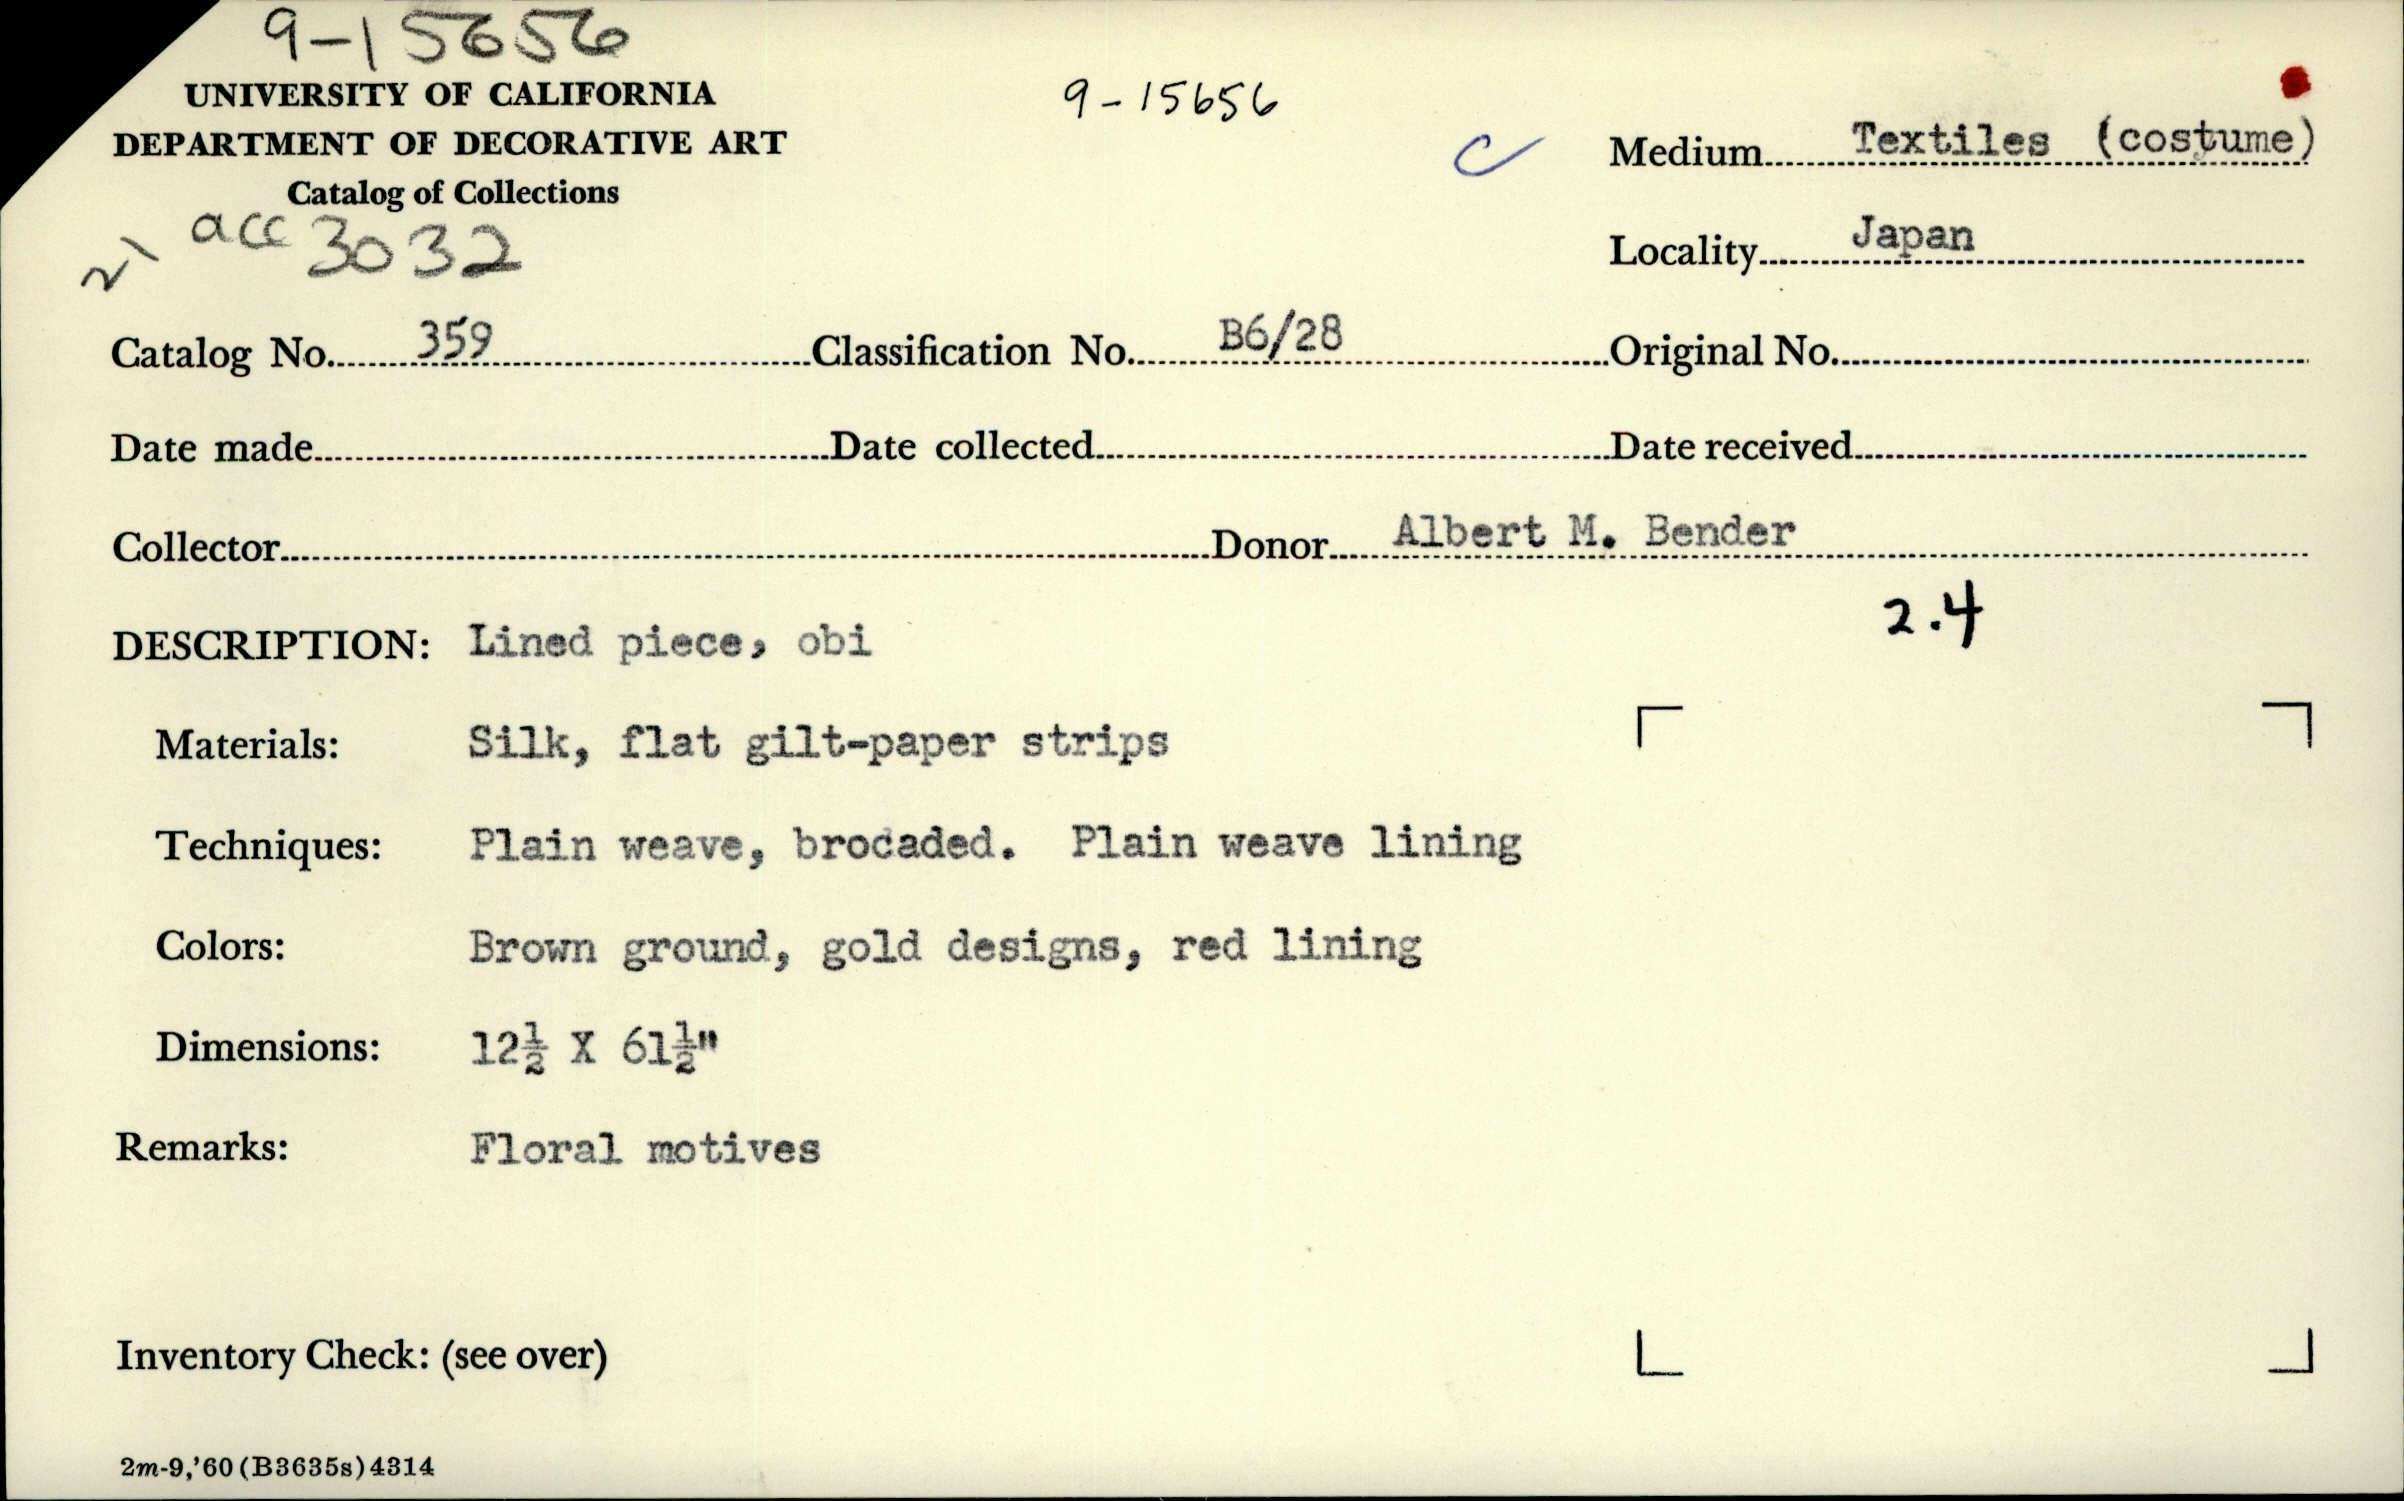 9-15656
UNIVERSITY OF CALIFORNIA
DEPARTMENT OF DECORATIVE ART
Catalog of Collections
acc 3032
9-15656
C
Medium Textiles (costume)
Locality Japan
Catalog No. 359 Classification No. B6/28 Original No.
Date made Date collected Date received
Collector Donor Albert M. Bender
2.4
DESCRIPTION: Lined piece, obi
Materials: Silk, flat gilt-paper strips
Techniques: Plain weave, brocaded. Plain weave lining
Colors: Brown ground, gold designs, red lining
Dimensions: 12½ X 61½"
Remarks: Floral motives
Inventory Check: (see over)
2m-9,'60(B3635s)4314